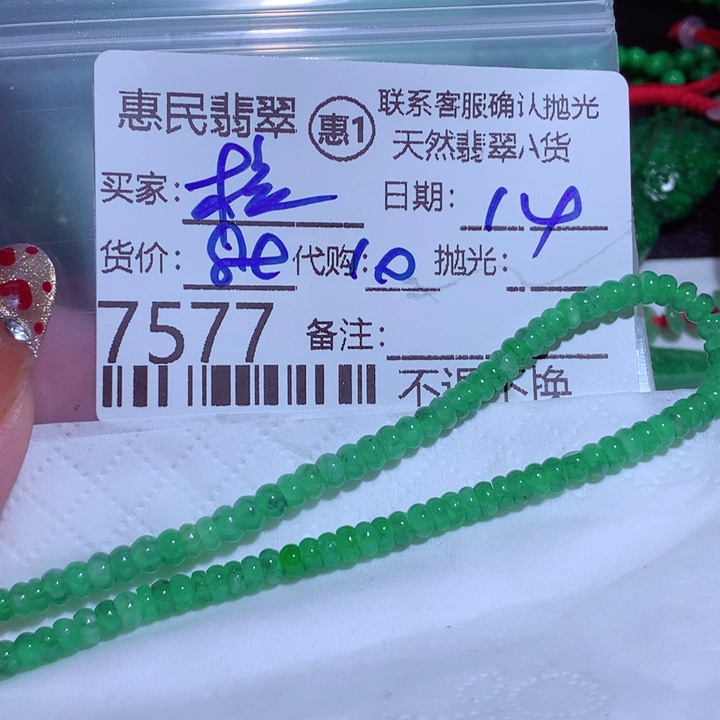 惠民翡翠 惠1 联系客服确认抛光
天然翡翠A货
买家: 日期: 14
货价: 代购: 10 抛光:
7577 备注:
不退不换